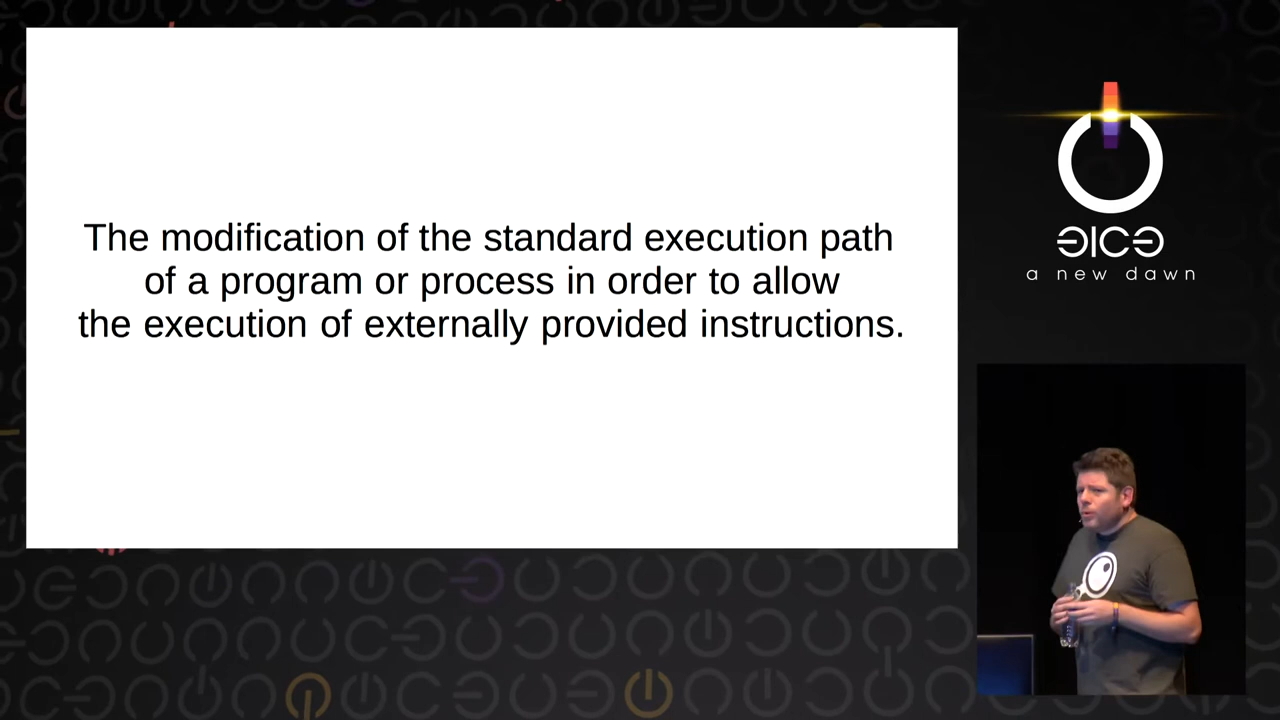 The modification of the standard execution path
of a program or process in order to allow
the execution of externally provided instructions.
a new dawn